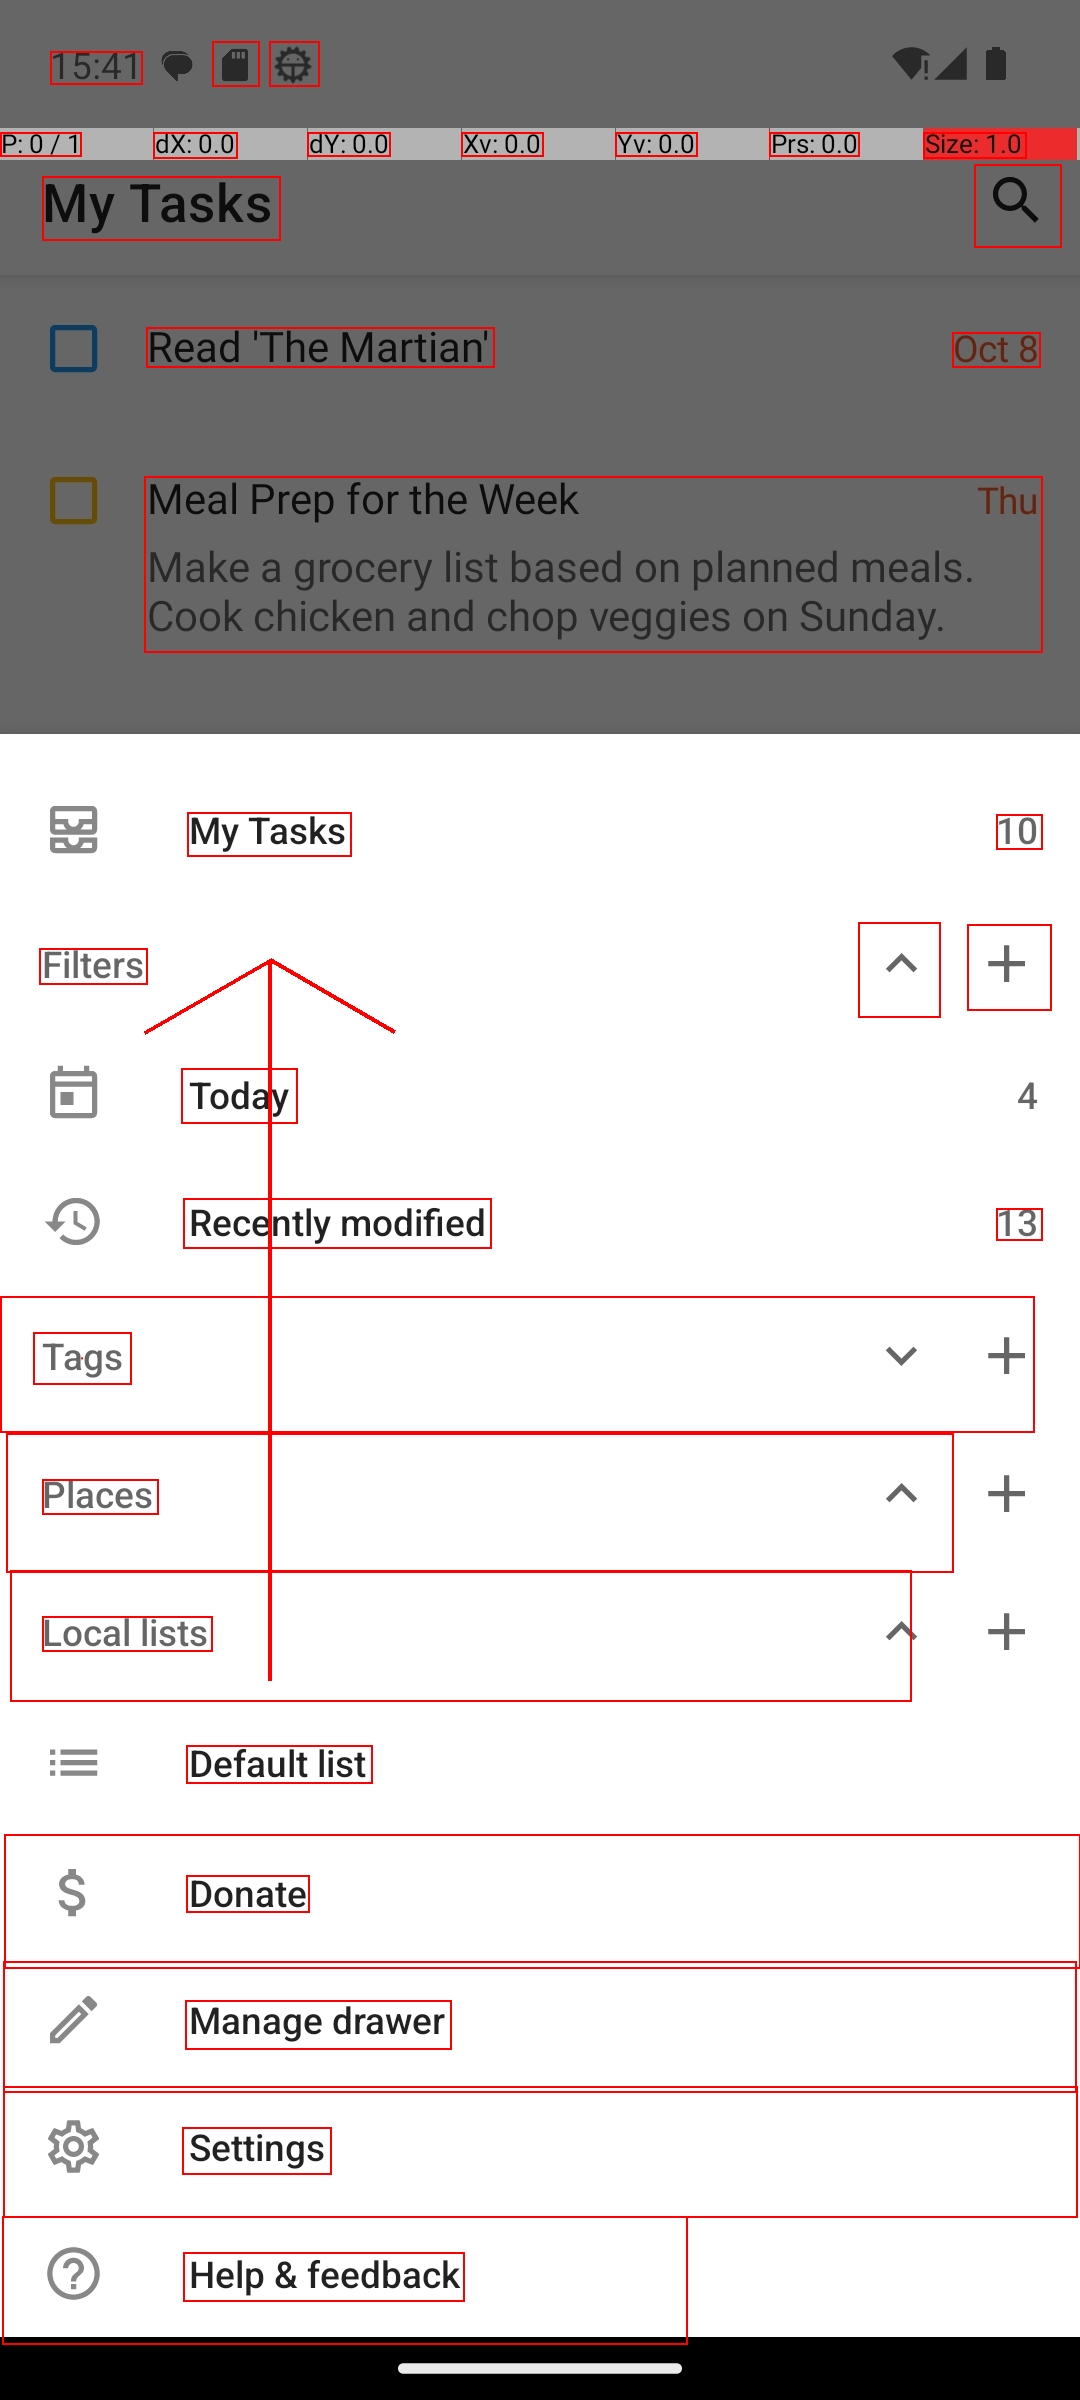 15:41
P: 0 / 1 dX: 0.0 dY: 0.0 Xv: 0.0 Yv: 0.0 Prs: 0.0 Size: 1.0
My Tasks
Read 'The Martian' Oct 8
Meal Prep for the Week Thu
Make a grocery list based on planned meals.
Cook chicken and chop veggies on Sunday.
My Tasks 10
Filters
Today 4
Recently modified 13
Tags
Places
Local lists
Default list
Donate
Manage drawer
Settings
Help & feedback